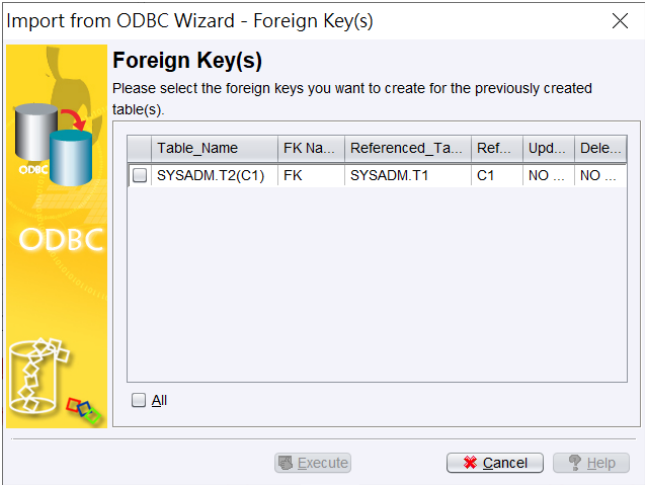 Import from ODBC Wizard - Foreign Key(s)
Foreign Key(s)
Please select the foreign keys you want to create for the previously created
table(s).
Table_Name FK Na... Referenced_Ta... Ref... Upd... Dele...
SYSADM.T2(C1) FK SYSADM.T1 C1 NO ... NO ...
ODBC
ODBC
All
Execute Cancel Help